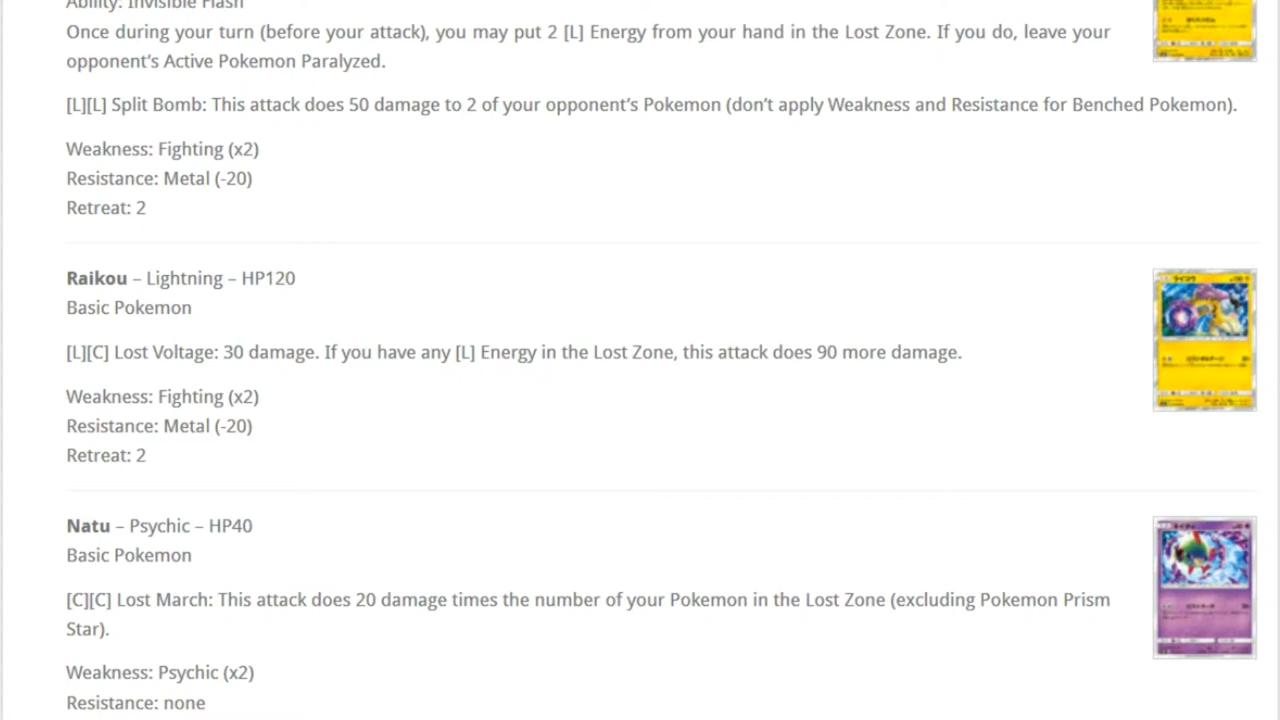 Ability: Invisible Flash
Once during your turn (before your attack), you may put 2 [L] Energy from your hand in the Lost Zone. If you do, leave your
opponent’s Active Pokemon Paralyzed.
[L][L] Split Bomb: This attack does 50 damage to 2 of your opponent’s Pokemon (don’t apply Weakness and Resistance for Benched Pokemon).
Weakness: Fighting (x2)
Resistance: Metal (-20)
Retreat: 2
Raikou – Lightning – HP120
Basic Pokemon
[L][C] Lost Voltage: 30 damage. If you have any [L] Energy in the Lost Zone, this attack does 90 more damage.
Weakness: Fighting (x2)
Resistance: Metal (-20)
Retreat: 2
Natu – Psychic – HP40
Basic Pokemon
[C][C] Lost March: This attack does 20 damage times the number of your Pokemon in the Lost Zone (excluding Pokemon Prism
Star).
Weakness: Psychic (x2)
Resistance: none